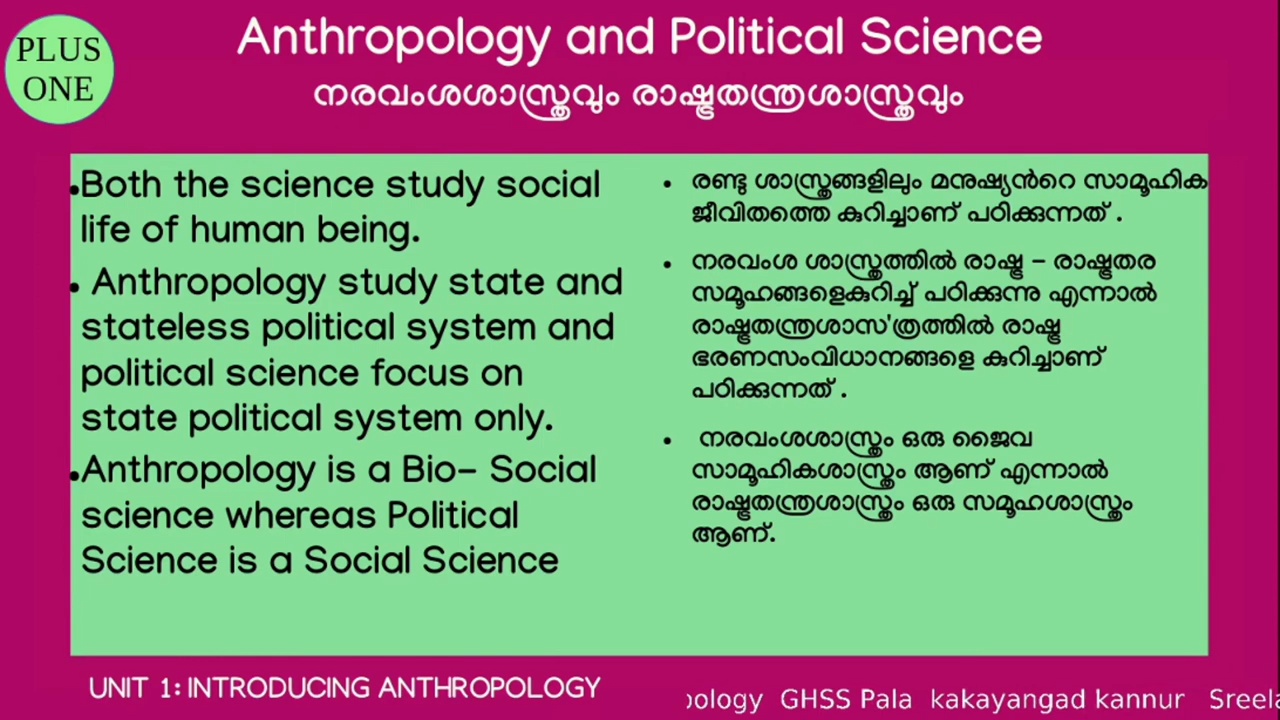 PLUS
ONE
Anthropology and Political Science
നരവംശശാസ്ത്രവും രാഷ്ട്രതന്ത്രശാസ്ത്രവും
•Both the science study social
life of human being.
• Anthropology study state and
stateless political system and
political science focus on
state political system only.
•Anthropology is a Bio- Social
science whereas Political
Science is a Social Science
• രണ്ടു ശാസ്ത്രങ്ങളിലും മനുഷ്യൻറെ സാമൂഹിക
ജീവിതത്തെ കുറിച്ചാണ് പഠിക്കുന്നത് .
• നരവംശ ശാസ്ത്രത്തിൽ രാഷ്ട്ര - രാഷ്ട്രതര
സമൂഹങ്ങളെകുറിച്ച് പഠിക്കുന്നു എന്നാൽ
രാഷ്ട്രതന്ത്രശാസ'ത്രത്തിൽ രാഷ്ട്ര
ഭരണസംവിധാനങ്ങളെ കുറിച്ചാണ്
പഠിക്കുന്നത് .
• നരവംശശാസ്ത്രം ഒരു ജൈവ
സാമൂഹികശാസ്ത്രം ആണ് എന്നാൽ
രാഷ്ട്രതന്ത്രശാസ്ത്രം ഒരു സമൂഹശാസ്ത്രം
ആണ്.
UNIT 1: INTRODUCING ANTHROPOLOGY
GHSS Pala kakayangad kannur